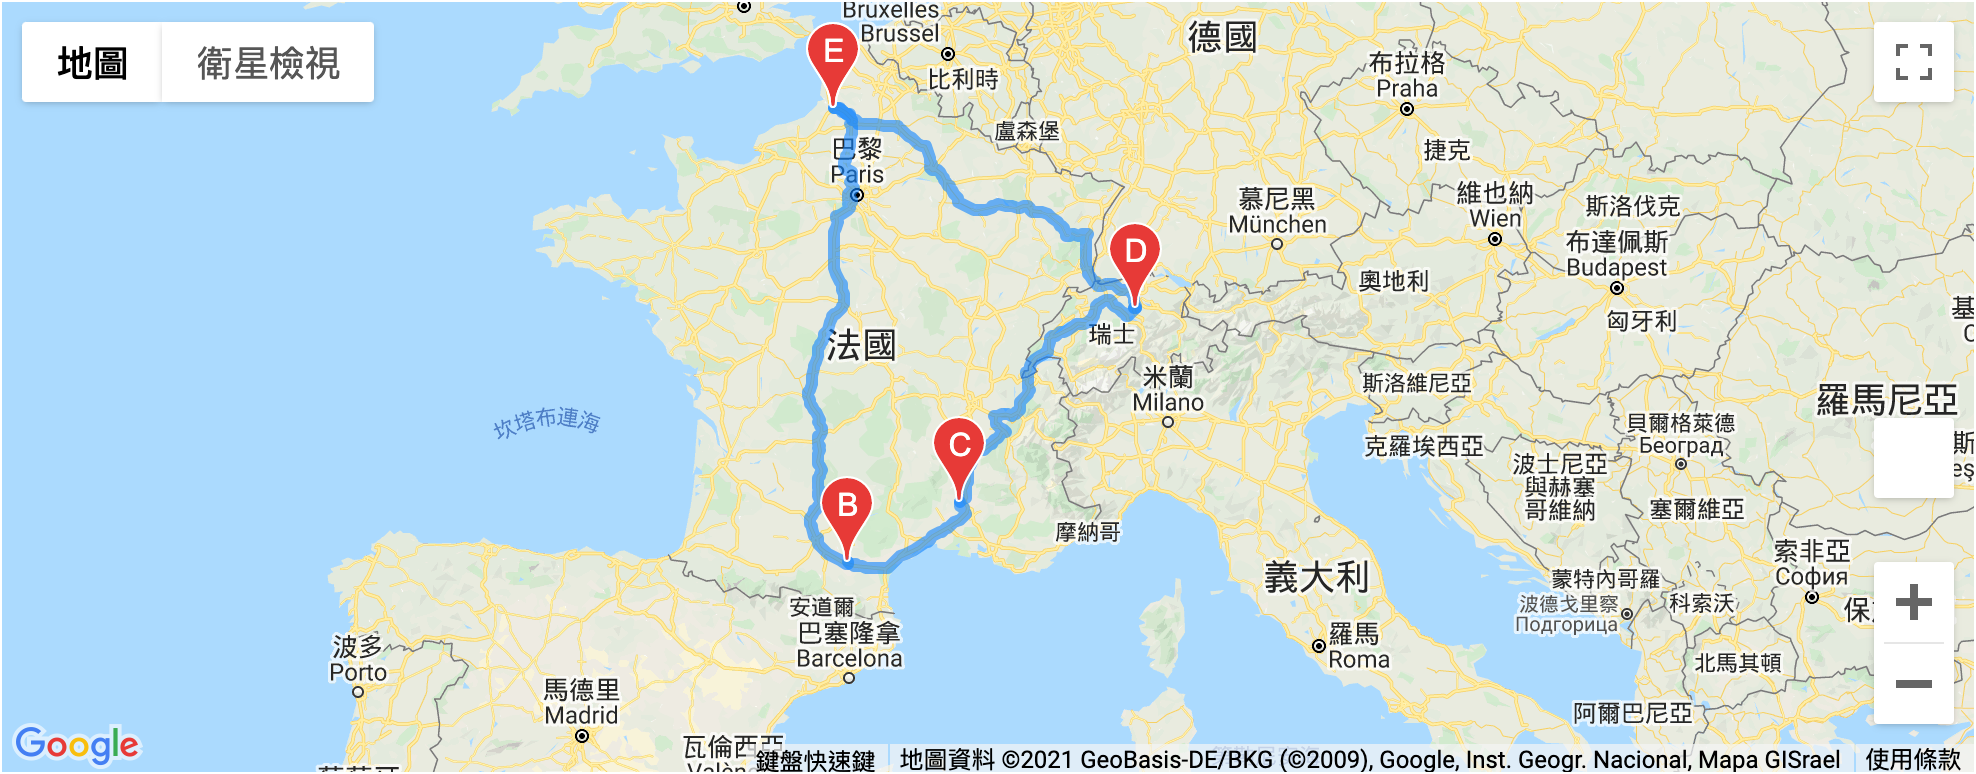 地圖
衛星檢視
Bruxelles
Brussel
比利時
德國
布拉格
Praha
盧森堡
捷克
E
巴黎
Paris
慕尼黑
München
維也納
Wien
斯洛伐克
布達佩斯
Budapest
D
奧地利
瑞士
匈牙利
法國
米蘭
Milano
斯洛維尼亞
羅馬尼亞
坎塔布連海
克羅埃西亞
貝爾格萊德
Београд
C
波士尼亞
與赫塞
哥維納
塞爾維亞
B
摩納哥
索非亞
София
義大利
蒙特內哥羅
波德戈里察
Подгорица
科索沃
安道爾
巴塞隆拿
Barcelona
羅馬
Roma
北馬其頓
波多
Porto
馬德里
Madrid
阿爾巴尼亞
瓦倫西亞
Google
鍵盤快速鍵
地圖資料 ©2021 GeoBasis-DE/BKG (©2009), Google, Inst. Geogr. Nacional, Mapa GISrael
使用條款